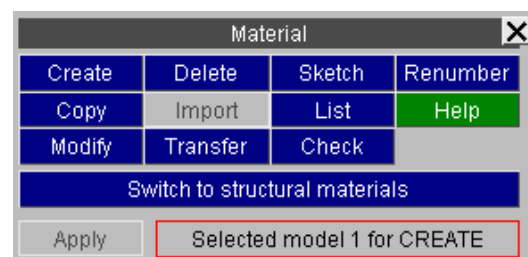 Material X
Create Delete Sketch Renumber
Copy Import List Help
Modify Transfer Check
Switch to structural materials
Apply Selected model 1 for CREATE